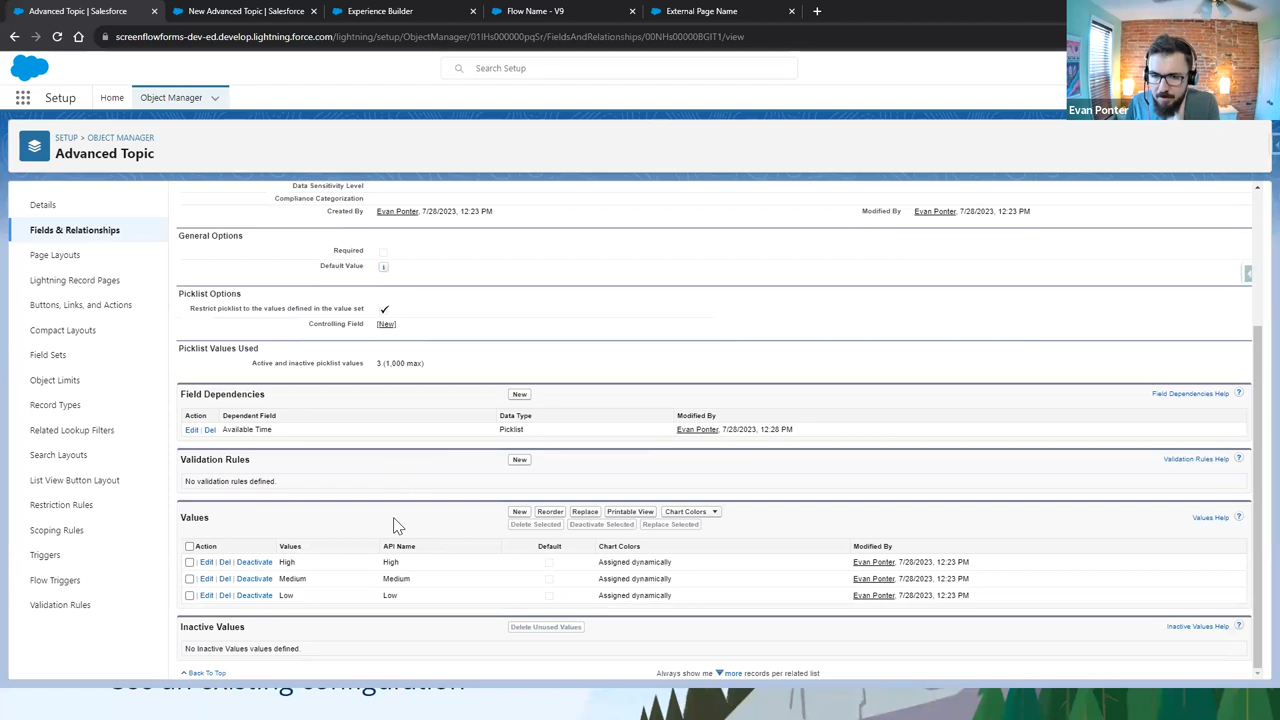 Advanced Topic | Salesforce
New Advanced Topic | Salesforce
Experience Builder
Flow Name - V9
External Page Name
screenflowforms-dev-ed.develop.lightning.force.com/lightning/setup/ObjectManager/01IHs000000pqSr/FieldsAndRelationships/00NHs00000BGIT1/view
Search Setup
Evan Ponter
Setup
Home
Object Manager
SETUP > OBJECT MANAGER
Advanced Topic
Details
Fields & Relationships
Page Layouts
Lightning Record Pages
Buttons, Links, and Actions
Compact Layouts
Field Sets
Object Limits
Record Types
Related Lookup Filters
Search Layouts
List View Button Layout
Restriction Rules
Scoping Rules
Triggers
Flow Triggers
Validation Rules
Data Sensitivity Level
Compliance Categorization
Created By Evan Ponter, 7/28/2023, 12:23 PM Modified By Evan Ponter, 7/28/2023, 12:23 PM
General Options
Required
Default Value
Picklist Options
Restrict picklist to the values defined in the value set
Controlling Field [New]
Picklist Values Used
Active and inactive picklist values 3 (1,000 max)
Field Dependencies New Field Dependencies Help ?
Action Dependent Field Data Type Modified By
Edit | Del Available Time Picklist Evan Ponter, 7/28/2023, 12:28 PM
Validation Rules New Validation Rules Help ?
No validation rules defined.
Values New Reorder Replace Printable View Chart Colors Values Help ?
Delete Selected Deactivate Selected Replace Selected
Action Values API Name Default Chart Colors Modified By
| Edit | Del | Deactivate High High Assigned dynamically Evan Ponter, 7/28/2023, 12:23 PM
| Edit | Del | Deactivate Medium Medium Assigned dynamically Evan Ponter, 7/28/2023, 12:23 PM
| Edit | Del | Deactivate Low Low Assigned dynamically Evan Ponter, 7/28/2023, 12:23 PM
Inactive Values Delete Unused Values Inactive Values Help ?
No Inactive Values values defined.
Back To Top Always show me more records per related list
an existing configuration